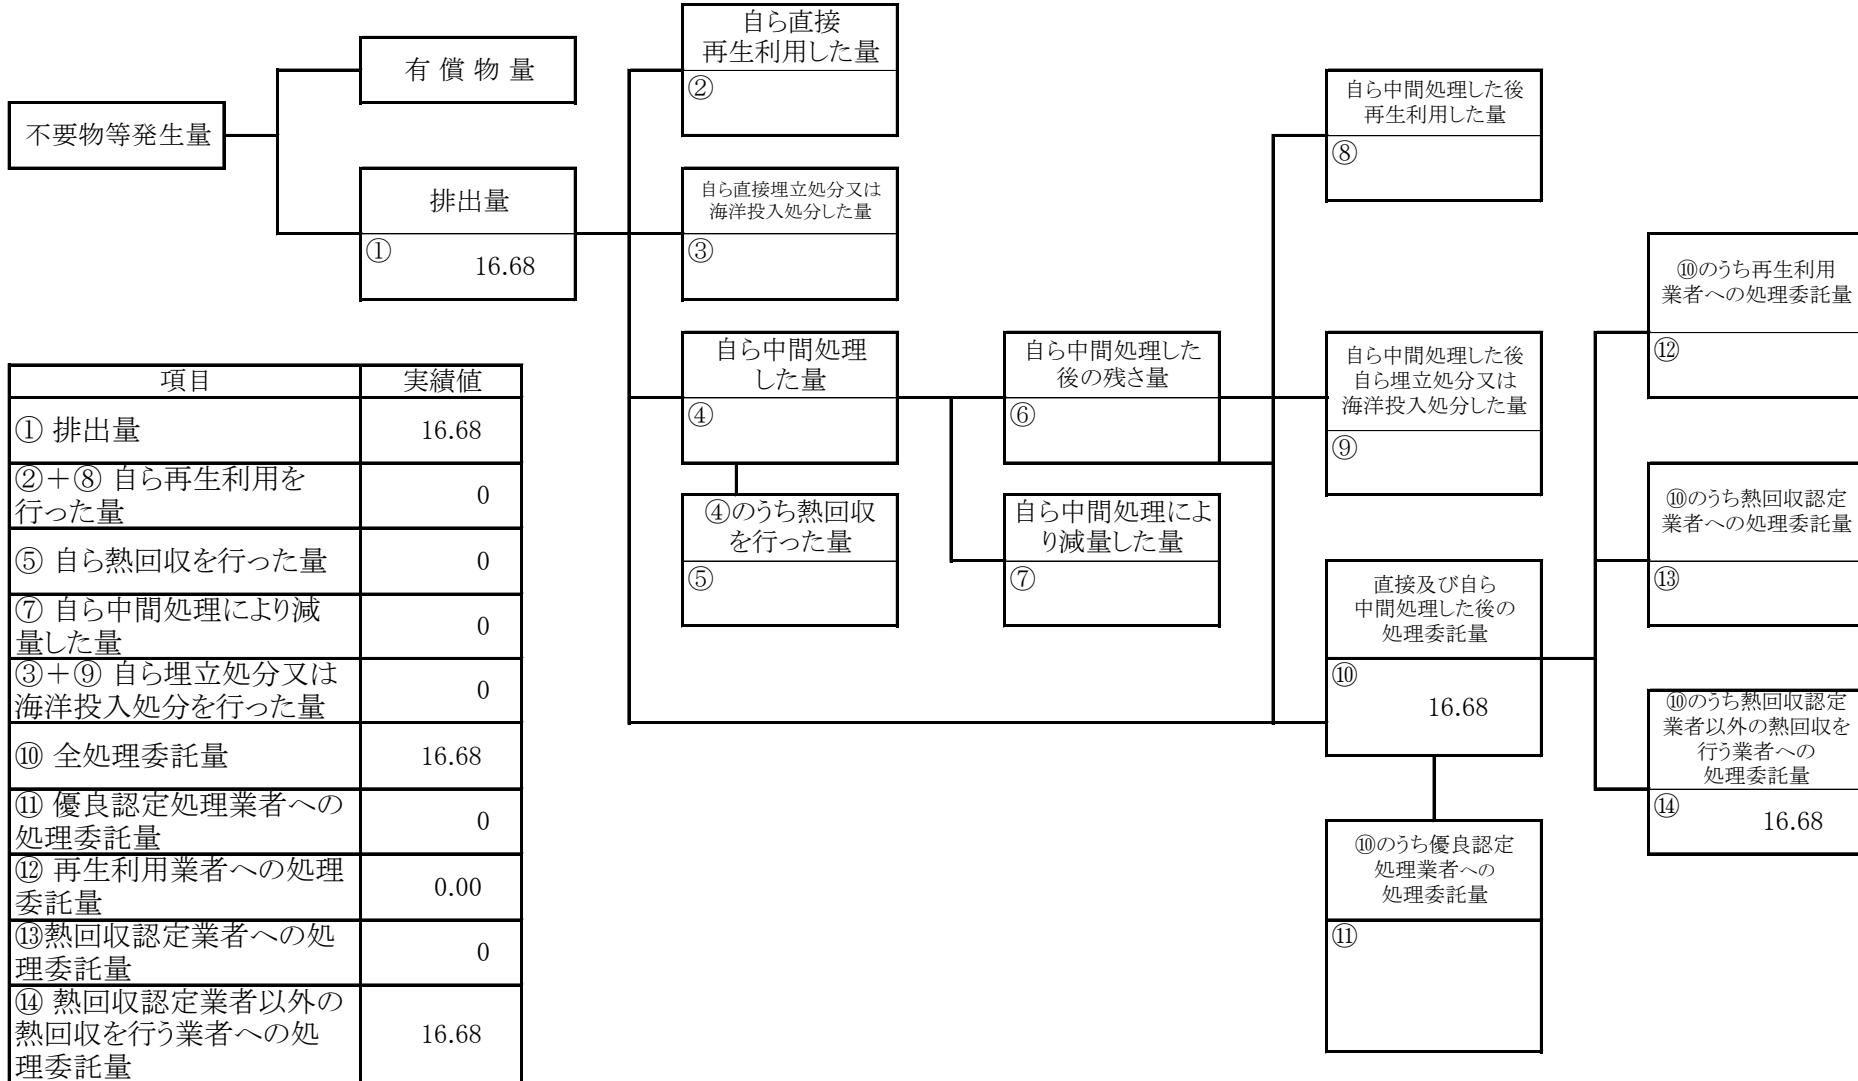 不要物等発生量
有償物量
排出量
①
16.68
自ら直接
再生利用した量
②
自ら直接埋立処分又は
海洋投入処分した量
③
自ら中間処理
した量
④
④のうち熱回収
を行った量
⑤
自ら中間処理した
後の残さ量
⑥
自ら中間処理によ
り減量した量
⑦
自ら中間処理した後
再生利用した量
⑧
自ら中間処理した後
自ら埋立処分又は
海洋投入処分した量
⑨
直接及び自ら
中間処理した後の
処理委託量
⑩
16.68
⑩のうち優良認定
処理業者への
処理委託量
⑪
⑩のうち再生利用
業者への処理委託量
⑫
⑩のうち熱回収認定
業者への処理委託量
⑬
⑩のうち熱回収認定
業者以外の熱回収を
行う業者への
処理委託量
⑭
16.68
項目 実績値
① 排出量 16.68
②＋⑧ 自ら再生利用を
行った量 0
⑤ 自ら熱回収を行った量 0
⑦ 自ら中間処理により減
量した量 0
③＋⑨ 自ら埋立処分又は
海洋投入処分を行った量 0
⑩ 全処理委託量 16.68
⑪ 優良認定処理業者への
処理委託量 0
⑫ 再生利用業者への処理
委託量 0.00
⑬熱回収認定業者への処
理委託量 0
⑭ 熱回収認定業者以外の
熱回収を行う業者への処
理委託量 16.68